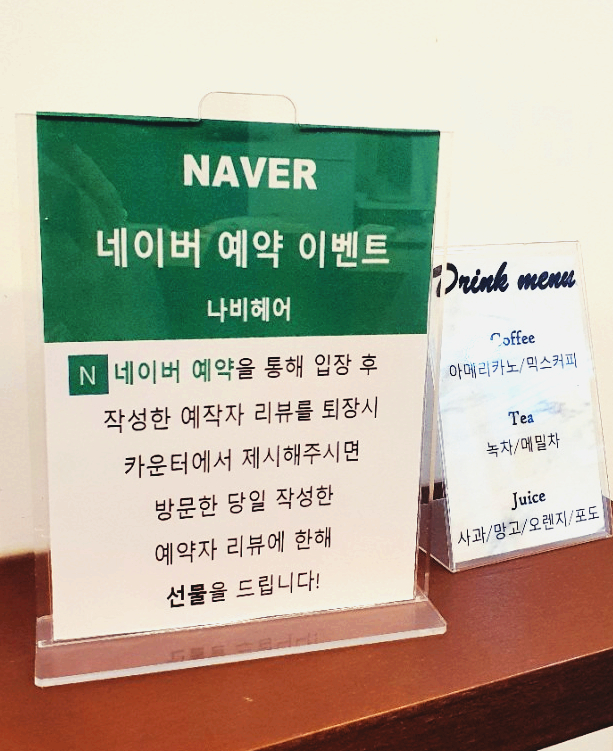 NAVER
네이버 예약 이벤트
나비헤어
N 네이버 예약을 통해 입장 후
작성한 예작자 리뷰를 퇴장시
카운터에서 제시해주시면
방문한 당일 작성한
예약자 리뷰에 한해
선물을 드립니다!
Drink menu
Coffee
아메리카노/믹스커피
Tea
녹차/메밀차
Juice
사과/망고/오렌지/포도